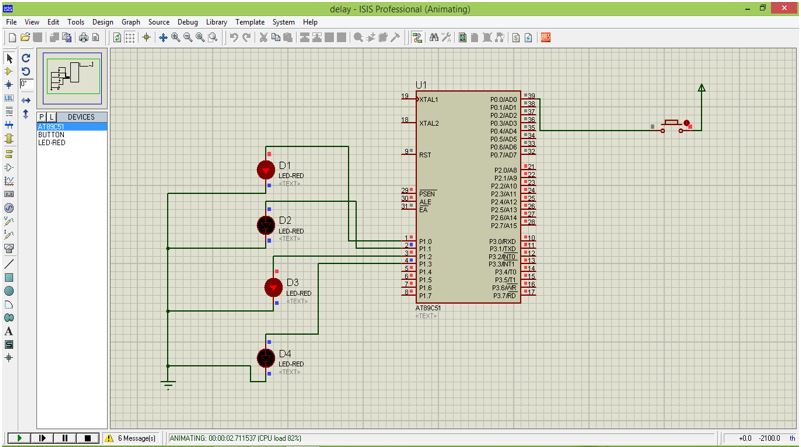 ISIS
delay - ISIS Professional (Animating)
File View Edit Tools Design Graph Source Debug Library Template System Help
P L DEVICES
AT89C51
BUTTON
LED-RED
0°
LBL
U1
19 XTAL1
18 XTAL2
9 RST
29 PSEN
30 ALE
31 EA
1 P1.0
2 P1.1
3 P1.2
4 P1.3
5 P1.4
6 P1.5
7 P1.6
8 P1.7
P0.0/AD0 39
P0.1/AD1 38
P0.2/AD2 37
P0.3/AD3 36
P0.4/AD4 35
P0.5/AD5 34
P0.6/AD6 33
P0.7/AD7 32
P2.0/A8 21
P2.1/A9 22
P2.2/A10 23
P2.3/A11 24
P2.4/A12 25
P2.5/A13 26
P2.6/A14 27
P2.7/A15 28
P3.0/RXD 10
P3.1/TXD 11
P3.2/INT0 12
P3.3/INT1 13
P3.4/T0 14
P3.5/T1 15
P3.6/WR 16
P3.7/RD 17
AT89C51
<TEXT>
D1
LED-RED
<TEXT>
D2
LED-RED
<TEXT>
D3
LED-RED
<TEXT>
D4
LED-RED
<TEXT>
A
6 Message(s)
ANIMATING: 00:00:02.711537 (CPU load 82%)
+0.0 -2100.0 th